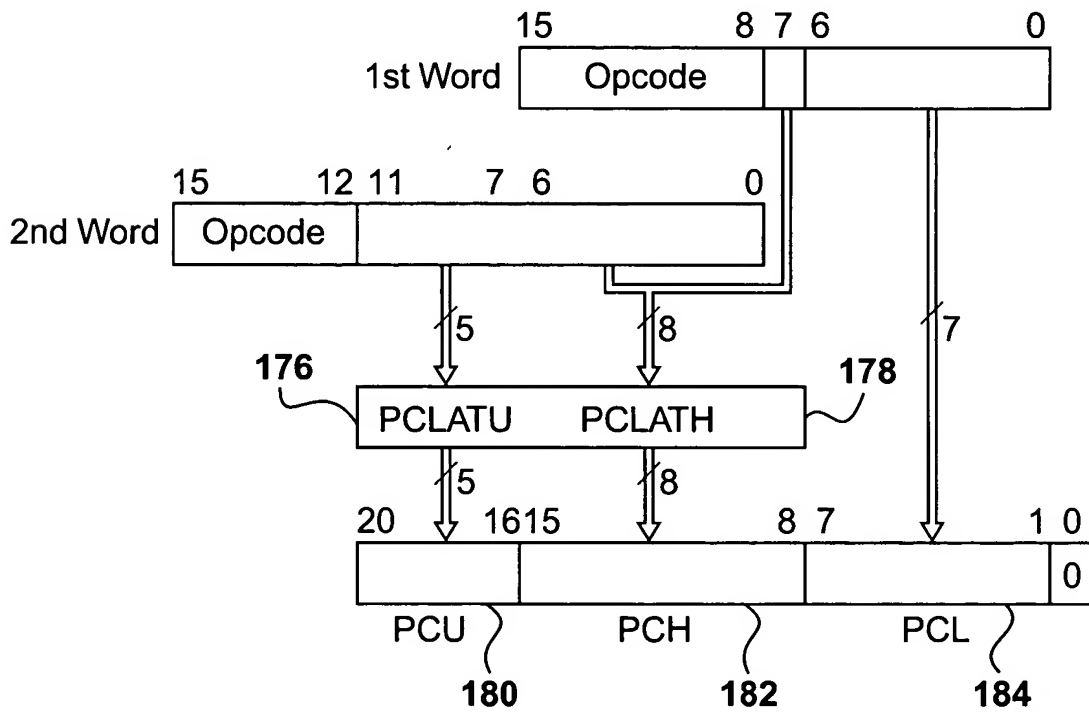 15 8 7 6 0
1st Word Opcode
15 12 11 7 6 0
2nd Word Opcode
5 8 7
176 178
PCLATU PCLATH
5 8
20 16 15 8 7 1 0
0
PCU PCH PCL
180 182 184